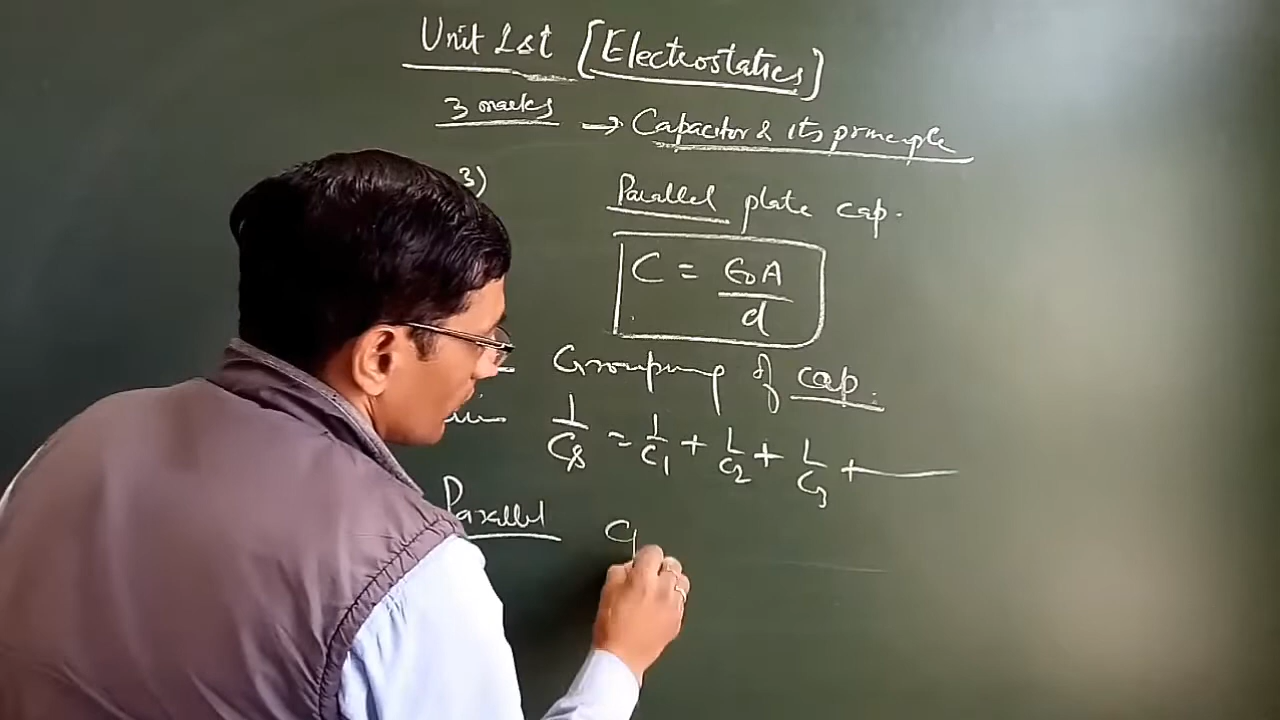 Unit 1st [Electrostatics]
3 marks → Capacitor & its principle
3) Parallel plate cap.
C = ε0A/d
Grouping of cap.
1/Cs = 1/C1 + 1/C2 + 1/C3 + —
Parallel C